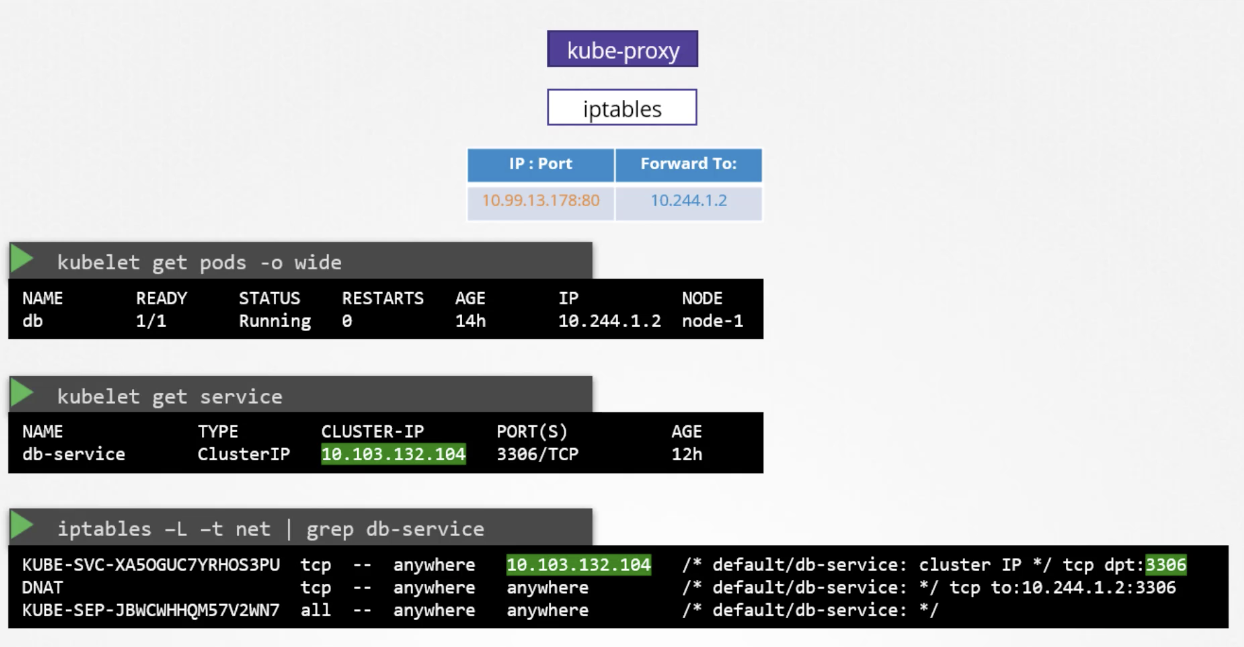 kube-proxy
iptables
IP : Port Forward To:
10.99.13.178:80 10.244.1.2
kubelet get pods -o wide
NAME READY STATUS RESTARTS AGE IP NODE
db 1/1 Running 0 14h 10.244.1.2 node-1
kubelet get service
NAME TYPE CLUSTER-IP PORT(S) AGE
db-service ClusterIP 10.103.132.104 3306/TCP 12h
iptables –L –t net | grep db-service
KUBE-SVC-XA5OGUC7YRHOS3PU tcp -- anywhere 10.103.132.104 /* default/db-service: cluster IP */ tcp dpt:3306
DNAT tcp -- anywhere anywhere /* default/db-service: */ tcp to:10.244.1.2:3306
KUBE-SEP-JBWCWHHQM57V2WN7 all -- anywhere anywhere /* default/db-service: */